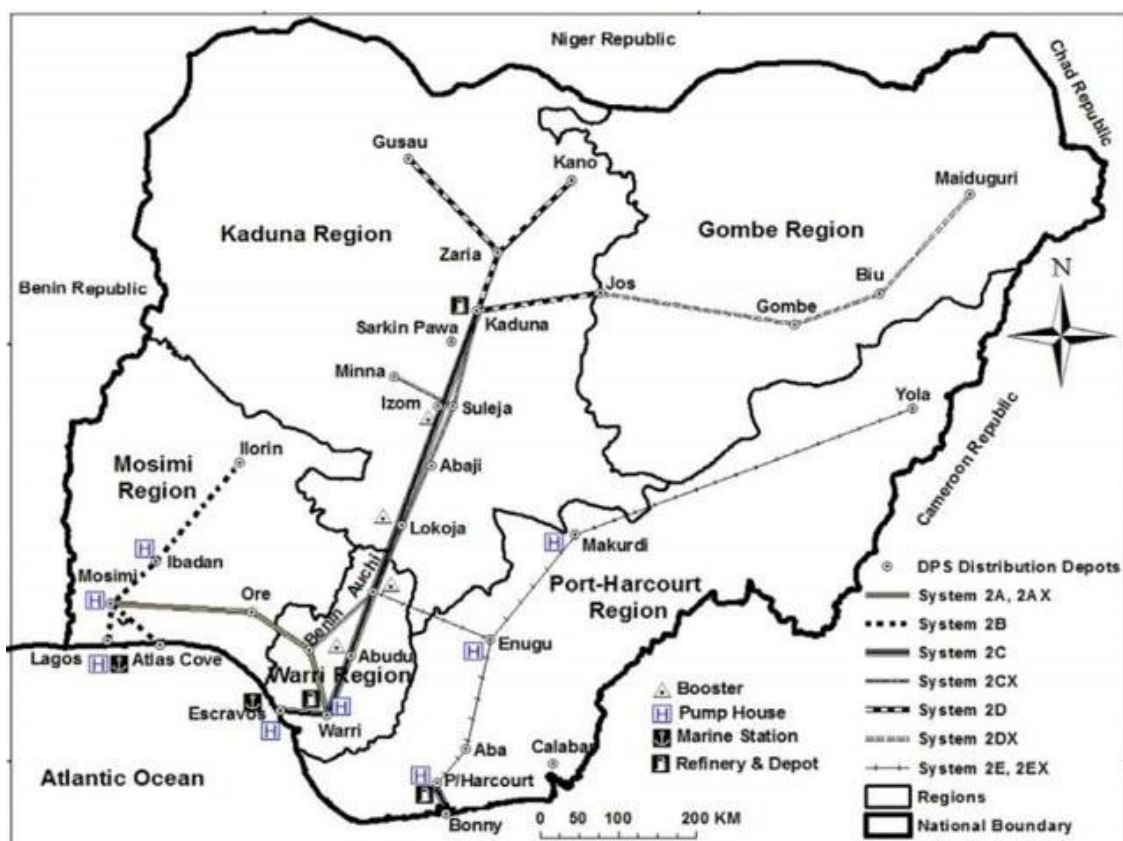 Niger Republic
Chad Republic
Gusau
Kano
Maiduguri
Kaduna Region
Gombe Region
Zaria
Biu
N
Benin Republic
Jos
Gombe
Kaduna
Sarkin Pawa
Minna
Izom
Suleja
Yola
Cameroon Republic
Ilorin
Abaji
Mosimi
Region
Lokoja
Makurdi
H
H
Ibadan
Mosimi
Auchi
Port-Harcourt
Region
DPS Distribution Depots
H
Ore
System 2A, 2AX
Benin
System 2B
Enugu
H
Lagos
Atlas Cove
H
Abudu
System 2C
Warri Region
System 2CX
Booster
Escravos
H
H
Warri
H Pump House
System 2D
Marine Station
System 2DX
Aba
Calabar
Refinery & Depot
System 2E, 2EX
Atlantic Ocean
H
P/Harcourt
Regions
Bonny
0 50 100 200 KM
National Boundary